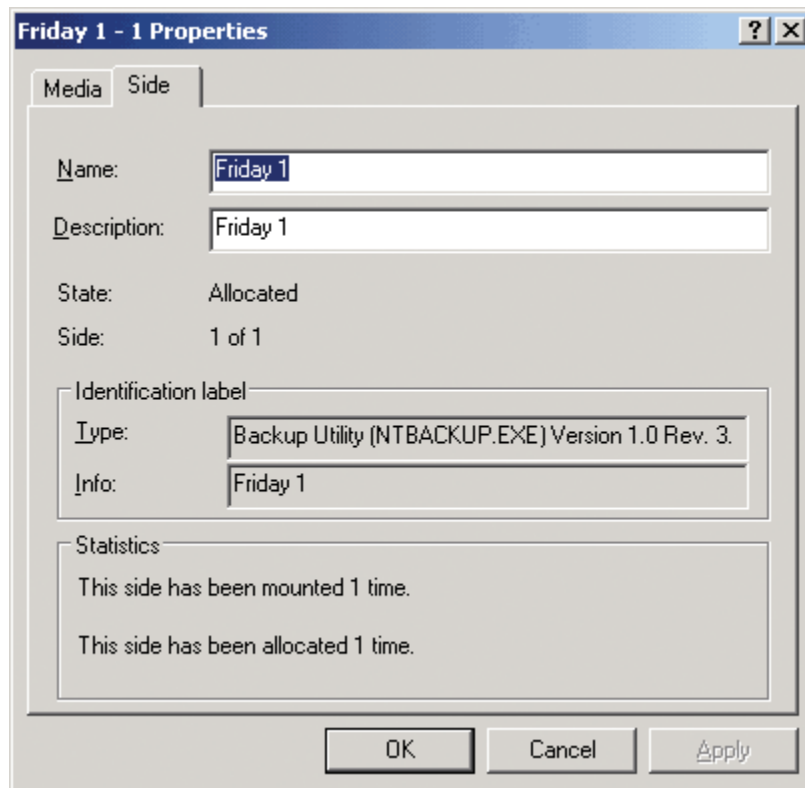 Friday 1 - 1 Properties
Media Side
Name: Friday 1
Description: Friday 1
State: Allocated
Side: 1 of 1
Identification label
Type: Backup Utility (NTBACKUP.EXE) Version 1.0 Rev. 3.
Info: Friday 1
Statistics
This side has been mounted 1 time.
This side has been allocated 1 time.
OK Cancel Apply